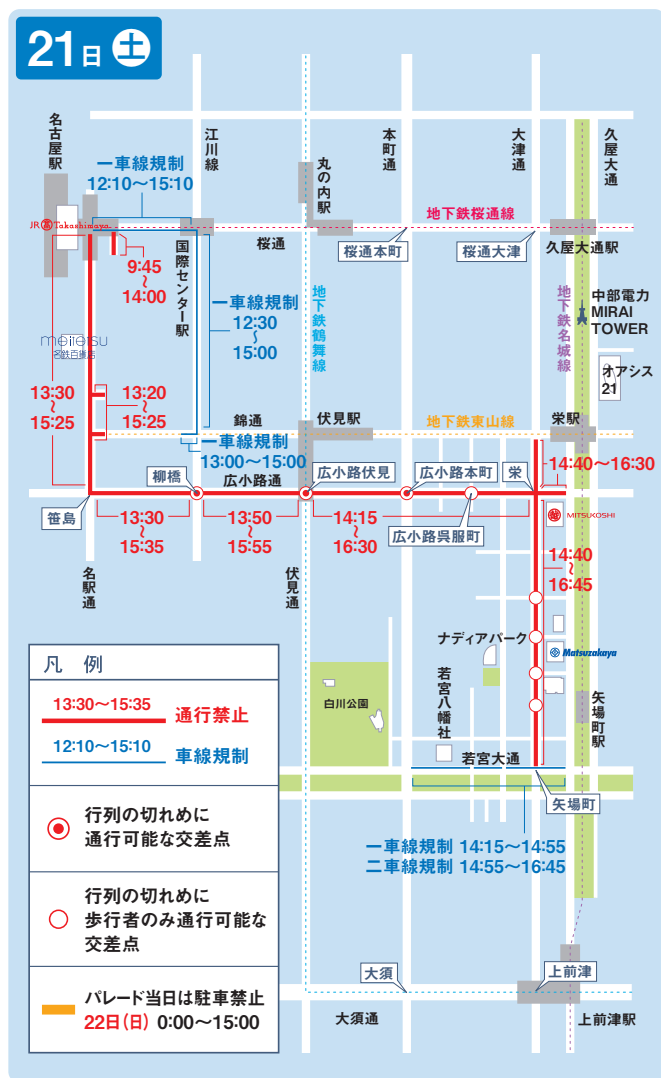 21日 土
名古屋駅
江川線
丸の内駅
本町通
大津通
久屋大通
一車線規制
12:10〜15:10
地下鉄桜通線
JR 髙 Takashimaya
桜通
桜通本町
桜通大津
久屋大通駅
国際センター駅
9:45
〜
14:00
地下鉄鶴舞線
地下鉄名城線
中部電力
MIRAI
TOWER
一車線規制
12:30
〜
15:00
meitetsu
名鉄百貨店
オアシス
21
13:30
〜
15:25
13:20
〜
15:25
錦通
伏見駅
地下鉄東山線
栄駅
一車線規制
13:00〜15:00
14:40〜16:30
柳橋
広小路通
広小路伏見
広小路本町
栄
笹島
13:30
〜
15:35
13:50
〜
15:55
14:15
〜
16:30
広小路呉服町
MITSUKOSHI
14:40
〜
16:45
名駅通
伏見通
ナディアパーク
Matsuzakaya
白川公園
若宮八幡社
矢場町駅
若宮大通
矢場町
一車線規制 14:15〜14:55
二車線規制 14:55〜16:45
凡 例
13:30〜15:35 通行禁止
12:10〜15:10 車線規制
行列の切れめに
通行可能な交差点
行列の切れめに
歩行者のみ通行可能な
交差点
パレード当日は駐車禁止
22日(日) 0:00〜15:00
大須
上前津
大須通
上前津駅